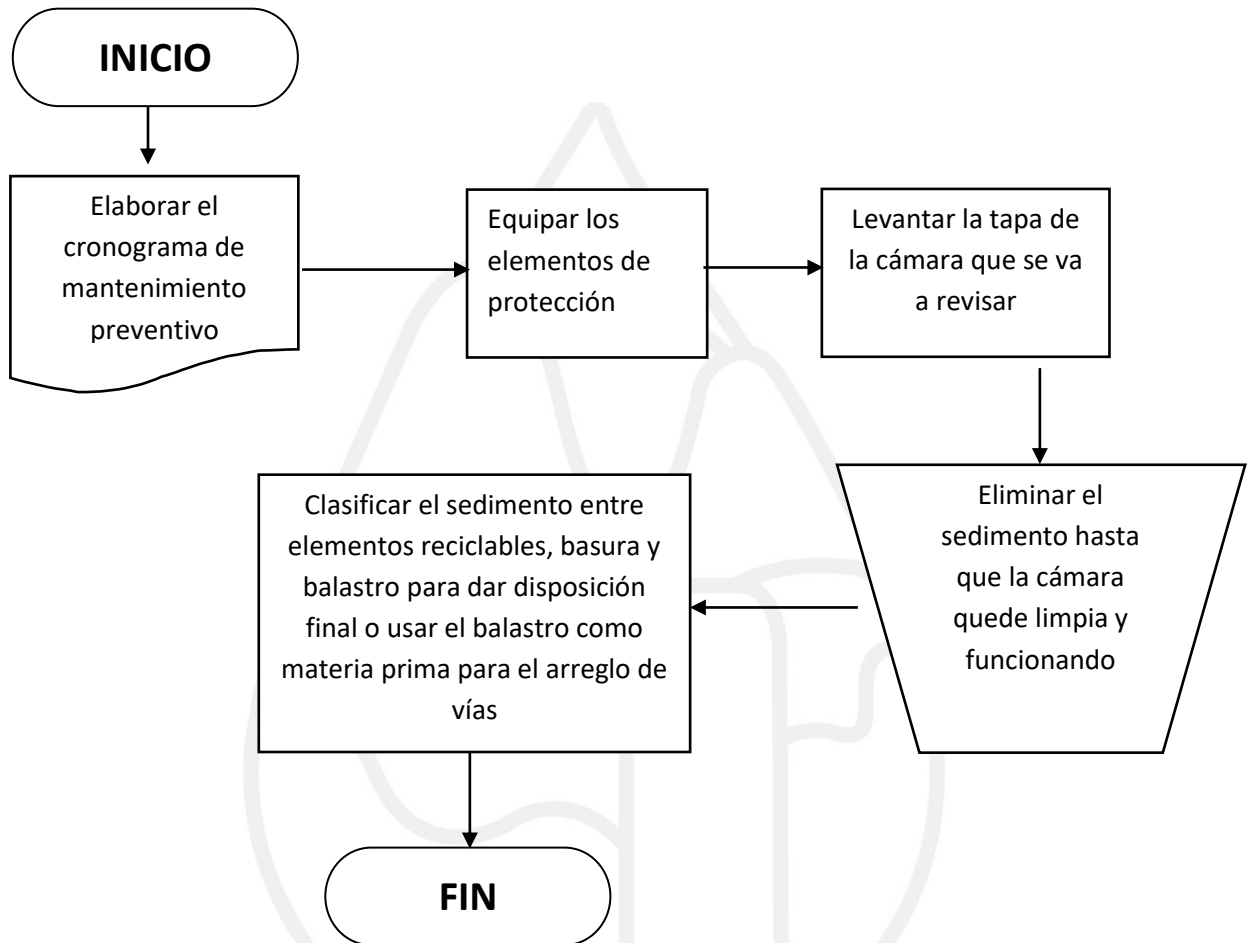 INICIO
Elaborar el
cronograma de
mantenimiento
preventivo
Equipar los
elementos de
protección
Levantar la tapa de
la cámara que se va
a revisar
Eliminar el
sedimento hasta
que la cámara
quede limpia y
funcionando
Clasificar el sedimento entre
elementos reciclables, basura y
balastro para dar disposición
final o usar el balastro como
materia prima para el arreglo de
vías
FIN